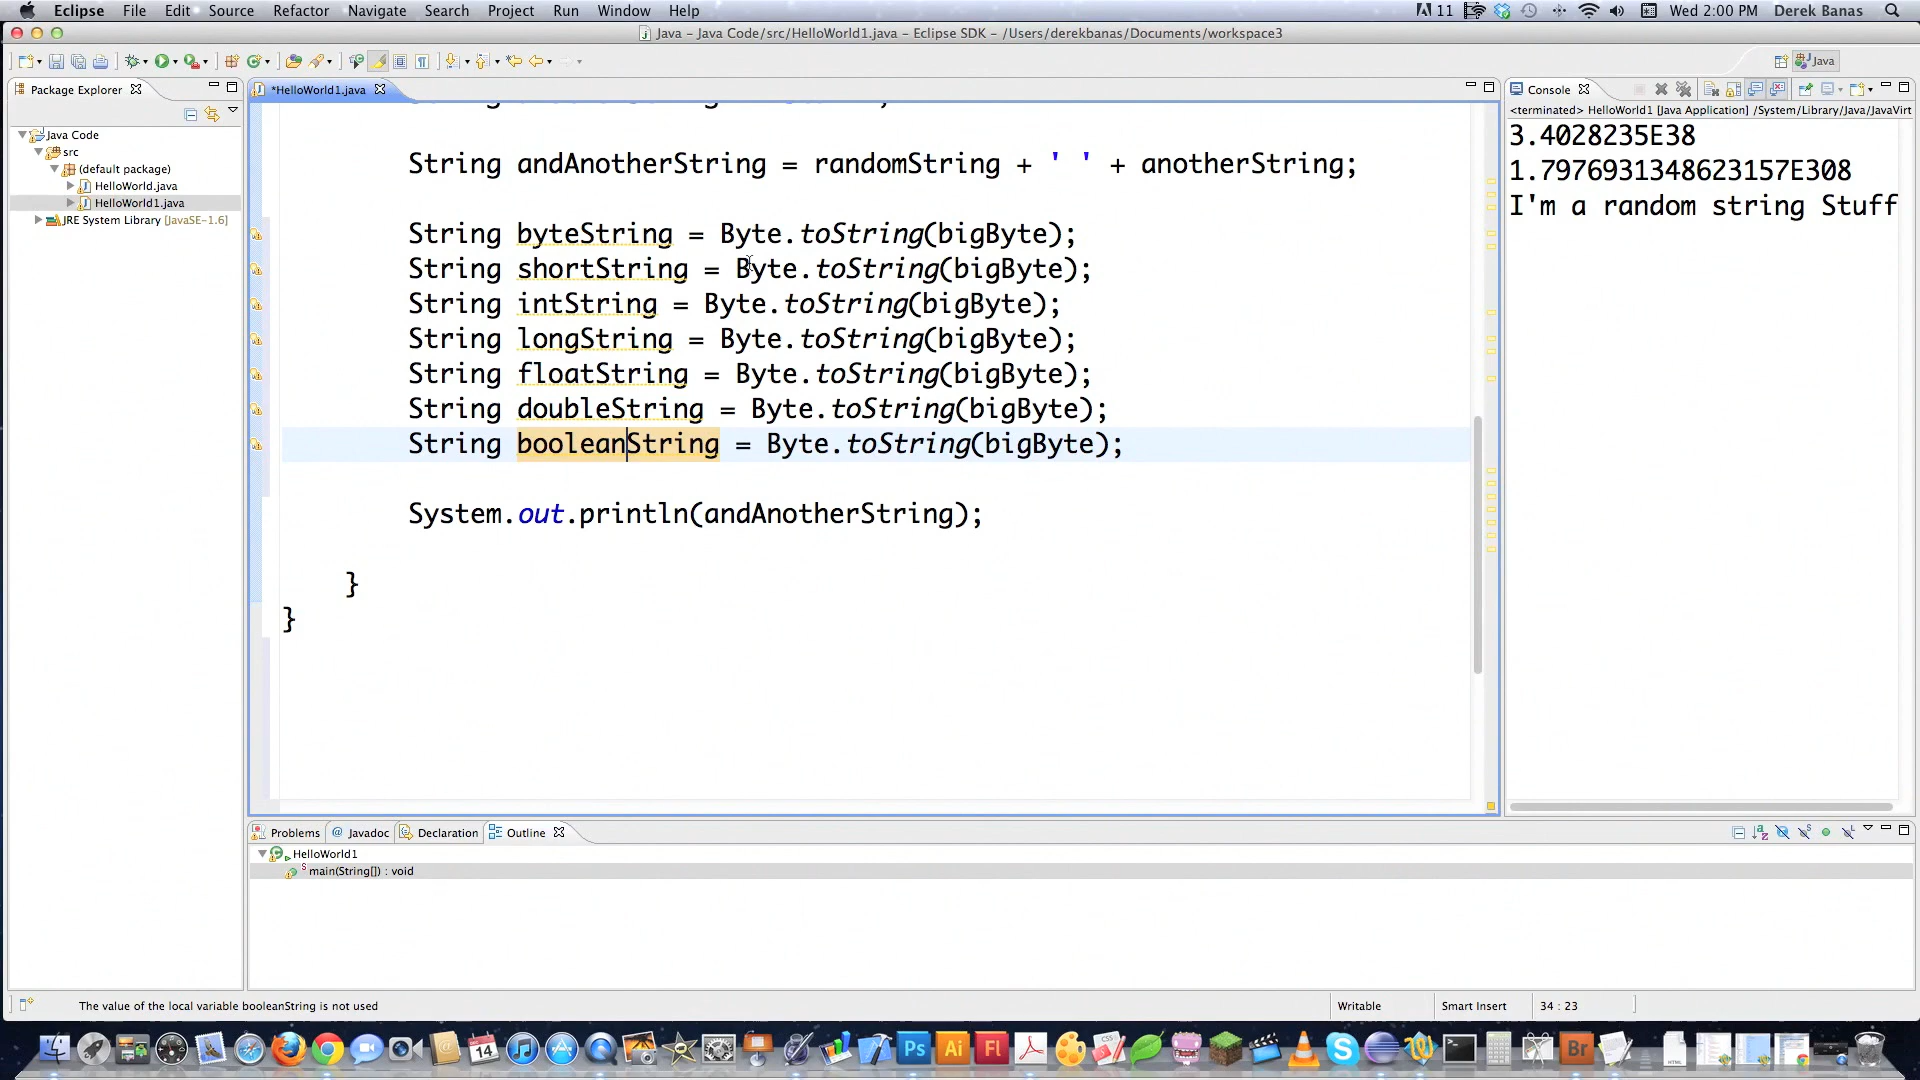 Eclipse File Edit Source Refactor Navigate Search Project Run Window Help 11 Wed 2:00 PM Derek Banas
Java – Java Code/src/HelloWorld1.java – Eclipse SDK – /Users/derekbanas/Documents/workspace3
Java
Package Explorer
Java Code
src
(default package)
HelloWorld.java
HelloWorld1.java
JRE System Library [JavaSE-1.6]
*HelloWorld1.java
String andAnotherString = randomString + ' ' + anotherString;
String byteString = Byte.toString(bigByte);
String shortString = Byte.toString(bigByte);
String intString = Byte.toString(bigByte);
String longString = Byte.toString(bigByte);
String floatString = Byte.toString(bigByte);
String doubleString = Byte.toString(bigByte);
String booleanString = Byte.toString(bigByte);
System.out.println(andAnotherString);
}
}
Console
<terminated> HelloWorld1 [Java Application] /System/Library/Java/JavaVirt
3.4028235E38
1.7976931348623157E308
I'm a random string Stuff
Problems @ Javadoc Declaration Outline
HelloWorld1
main(String[]) : void
The value of the local variable booleanString is not used Writable Smart Insert 34 : 23
14 Ps Ai Fl Br